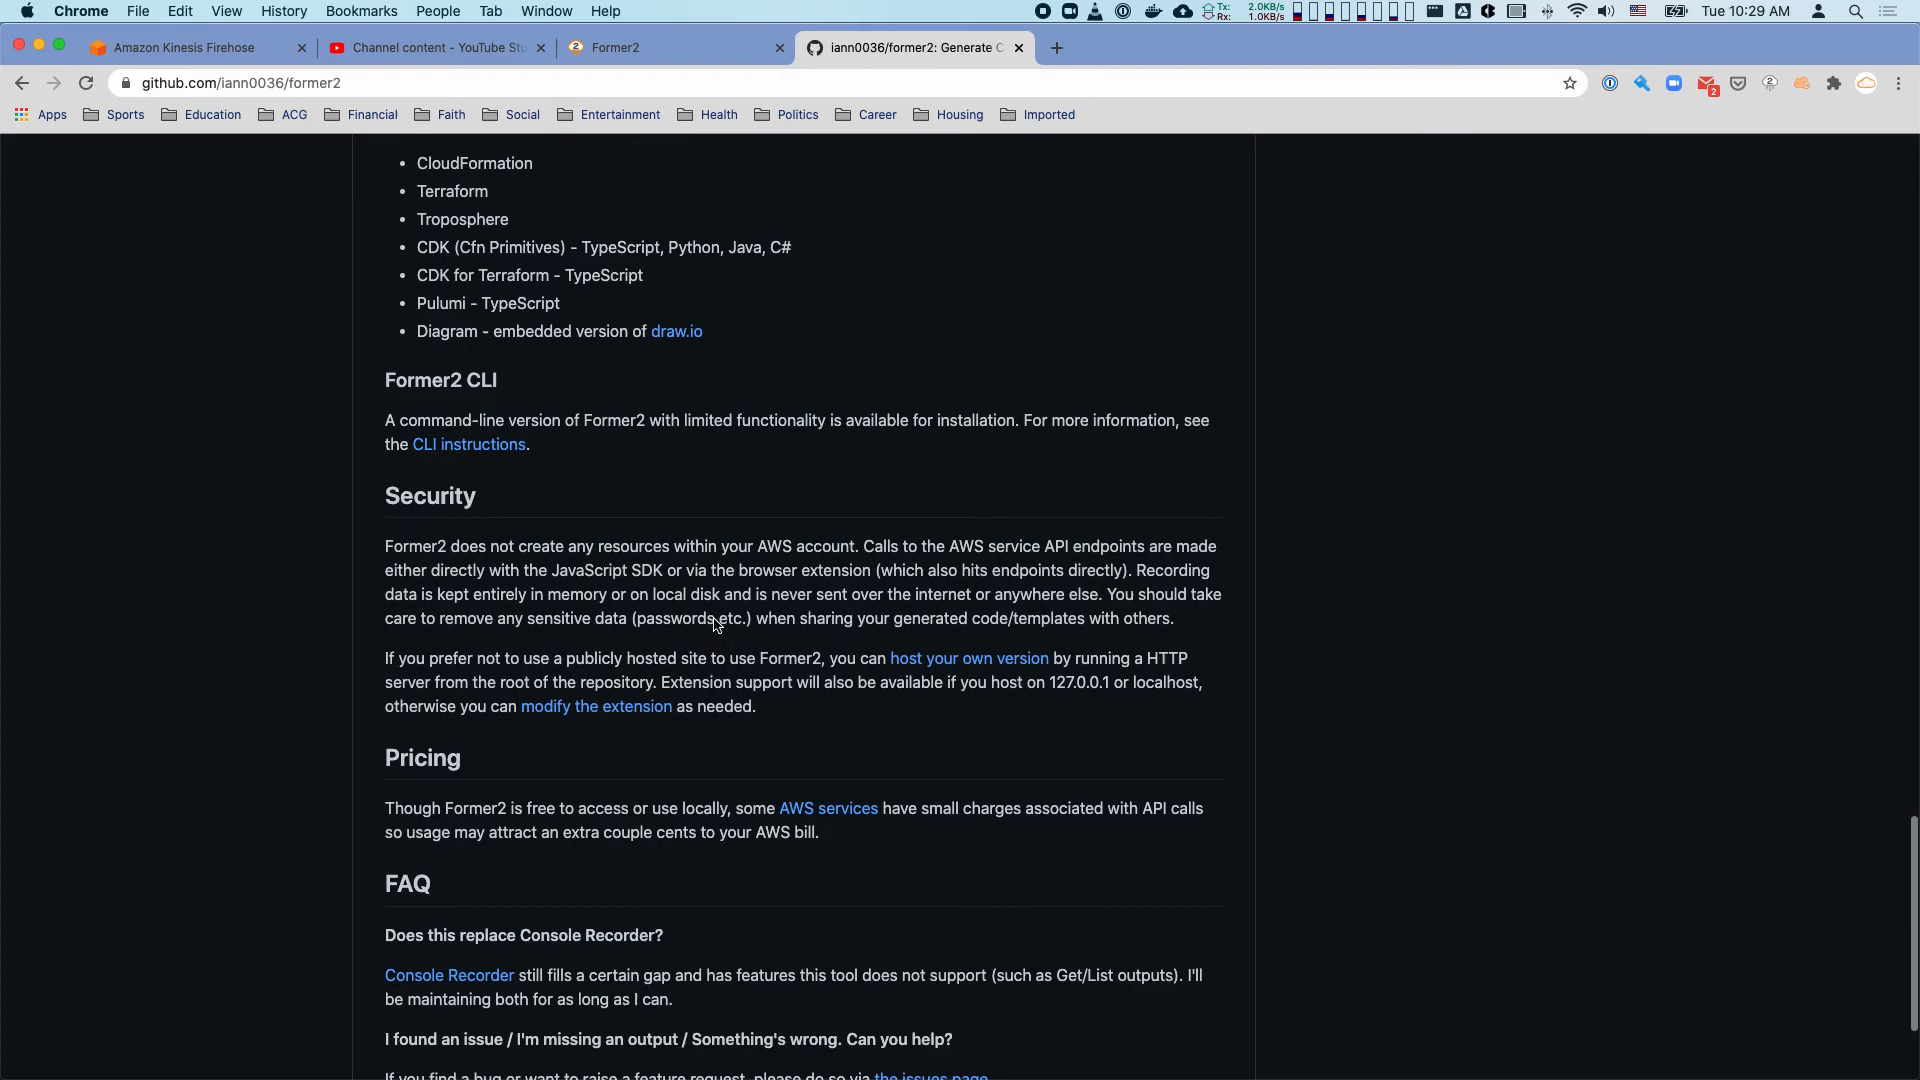 Chrome File Edit View History Bookmarks People Tab Window Help Tx: 2.0KB/s Rx: 1.0KB/s Tue 10:29 AM
Amazon Kinesis Firehose Channel content - YouTube Stu Former2 iann0036/former2: Generate C
github.com/iann0036/former2
Apps Sports Education ACG Financial Faith Social Entertainment Health Politics Career Housing Imported
• CloudFormation
• Terraform
• Troposphere
• CDK (Cfn Primitives) - TypeScript, Python, Java, C#
• CDK for Terraform - TypeScript
• Pulumi - TypeScript
• Diagram - embedded version of draw.io
Former2 CLI
A command-line version of Former2 with limited functionality is available for installation. For more information, see
the CLI instructions.
Security
Former2 does not create any resources within your AWS account. Calls to the AWS service API endpoints are made
either directly with the JavaScript SDK or via the browser extension (which also hits endpoints directly). Recording
data is kept entirely in memory or on local disk and is never sent over the internet or anywhere else. You should take
care to remove any sensitive data (passwords etc.) when sharing your generated code/templates with others.
If you prefer not to use a publicly hosted site to use Former2, you can host your own version by running a HTTP
server from the root of the repository. Extension support will also be available if you host on 127.0.0.1 or localhost,
otherwise you can modify the extension as needed.
Pricing
Though Former2 is free to access or use locally, some AWS services have small charges associated with API calls
so usage may attract an extra couple cents to your AWS bill.
FAQ
Does this replace Console Recorder?
Console Recorder still fills a certain gap and has features this tool does not support (such as Get/List outputs). I'll
be maintaining both for as long as I can.
I found an issue / I'm missing an output / Something's wrong. Can you help?
If you find a bug or want to raise a feature request, please do so via the issues page.